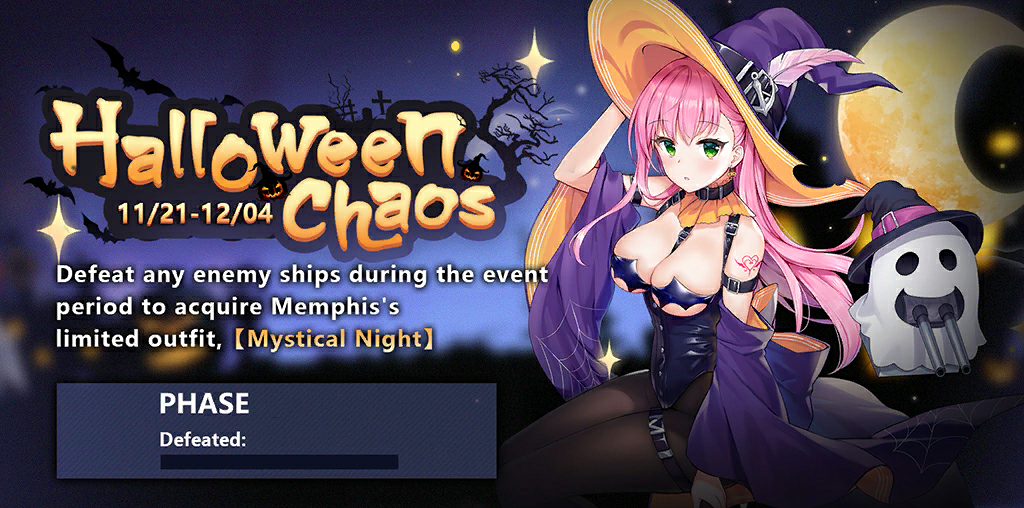 Halloween
Chaos
11/21-12/04
Defeat any enemy ships during the event
period to acquire Memphis's
limited outfit,【Mystical Night】
PHASE
Defeated: